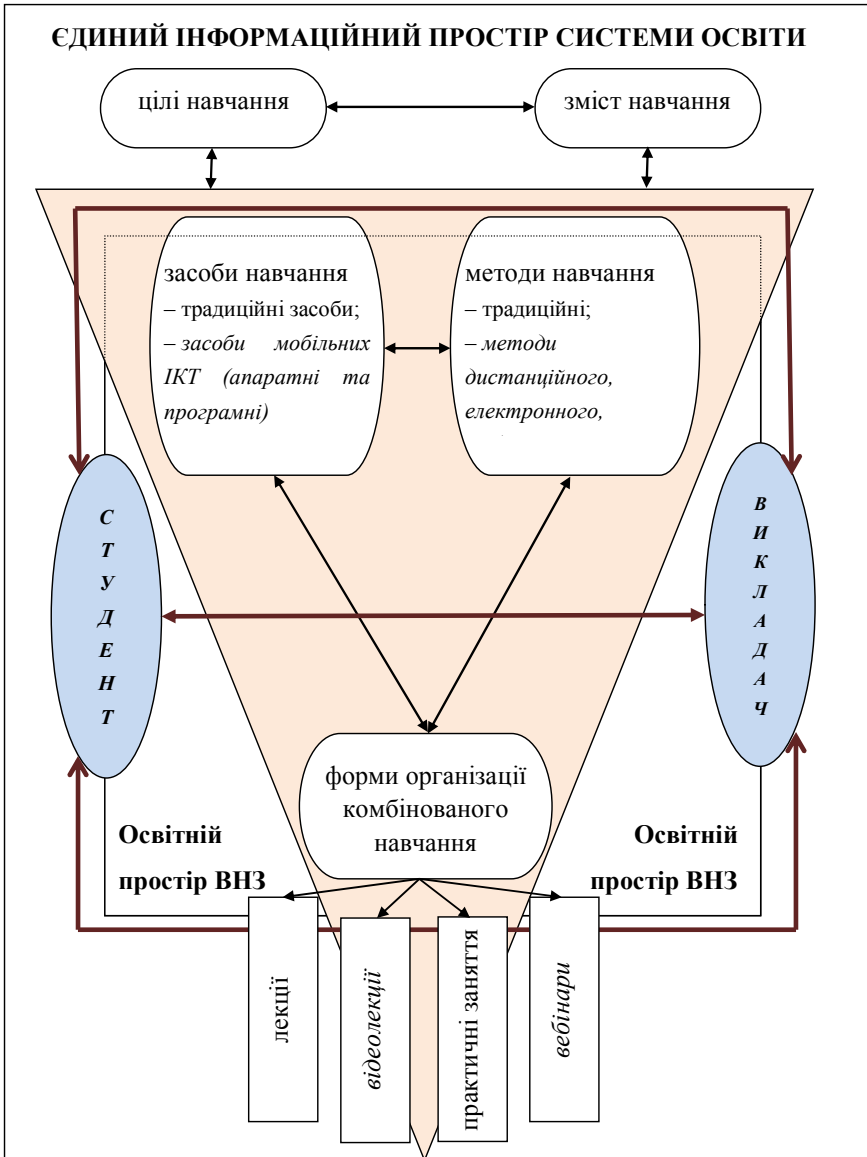 ЄДИНИЙ ІНФОРМАЦІЙНИЙ ПРОСТІР СИСТЕМИ ОСВІТИ
цілі навчання
зміст навчання
засоби навчання
– традиційні засоби;
– засоби мобільних
ІКТ (апаратні та
програмні)
методи навчання
– традиційні;
– методи
дистанційного,
електронного,
СТУДЕНТ
ВИКЛАДАЧ
форми організації
комбінованого
навчання
Освітній
простір ВНЗ
Освітній
простір ВНЗ
лекції
відеолекції
практичні заняття
вебінари